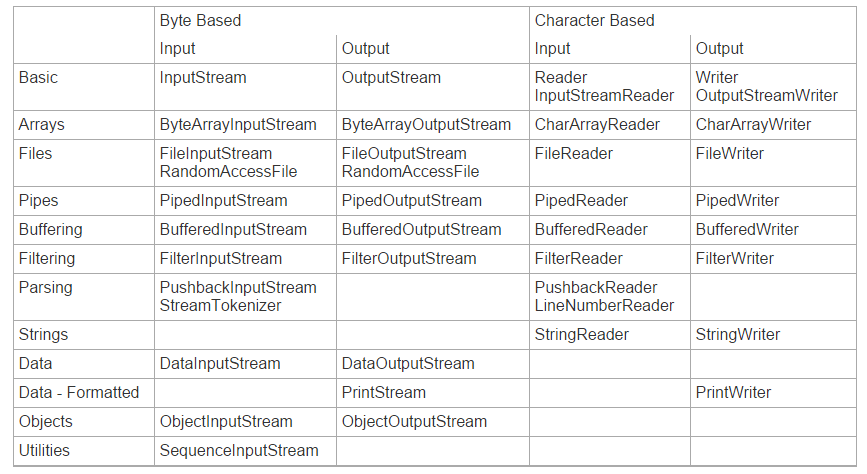 Byte Based Character Based
Input Output Input Output
Basic InputStream OutputStream Reader Writer
InputStreamReader OutputStreamWriter
Arrays ByteArrayInputStream ByteArrayOutputStream CharArrayReader CharArrayWriter
Files FileInputStream FileOutputStream FileReader FileWriter
RandomAccessFile RandomAccessFile
Pipes PipedInputStream PipedOutputStream PipedReader PipedWriter
Buffering BufferedInputStream BufferedOutputStream BufferedReader BufferedWriter
Filtering FilterInputStream FilterOutputStream FilterReader FilterWriter
Parsing PushbackInputStream PushbackReader
StreamTokenizer LineNumberReader
Strings StringReader StringWriter
Data DataInputStream DataOutputStream
Data - Formatted PrintStream PrintWriter
Objects ObjectInputStream ObjectOutputStream
Utilities SequenceInputStream